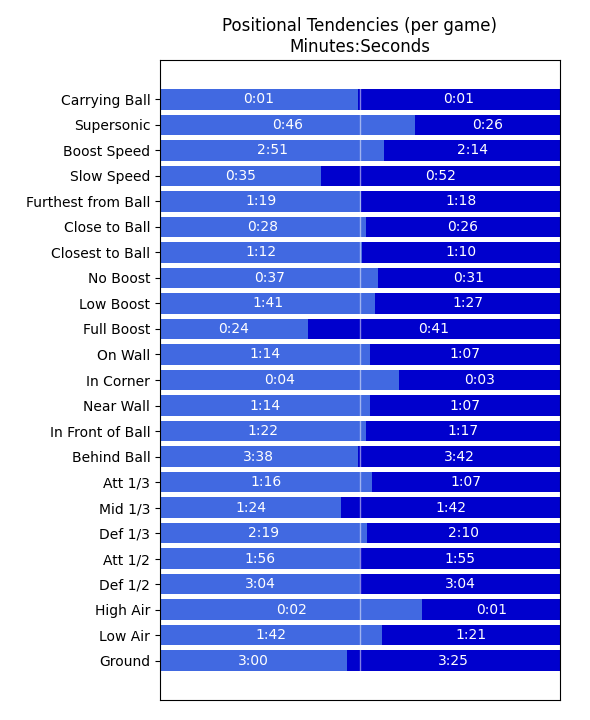 Positional Tendencies (per game)
Minutes:Seconds
Carrying Ball 0:01 0:01
Supersonic 0:46 0:26
Boost Speed 2:51 2:14
Slow Speed 0:35 0:52
Furthest from Ball 1:19 1:18
Close to Ball 0:28 0:26
Closest to Ball 1:12 1:10
No Boost 0:37 0:31
Low Boost 1:41 1:27
Full Boost 0:24 0:41
On Wall 1:14 1:07
In Corner 0:04 0:03
Near Wall 1:14 1:07
In Front of Ball 1:22 1:17
Behind Ball 3:38 3:42
Att 1/3 1:16 1:07
Mid 1/3 1:24 1:42
Def 1/3 2:19 2:10
Att 1/2 1:56 1:55
Def 1/2 3:04 3:04
High Air 0:02 0:01
Low Air 1:42 1:21
Ground 3:00 3:25